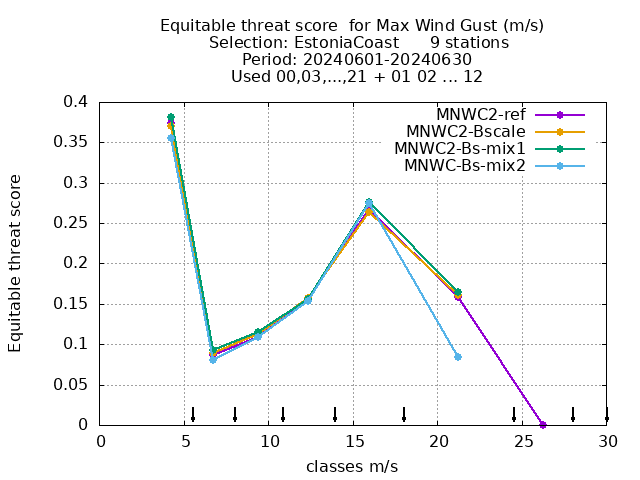 Equitable threat score  for Max Wind Gust (m/s)
Selection: EstoniaCoast      9 stations
Period: 20240601-20240630
Used 00,03,...,21 + 01 02 ... 12
MNWC2-ref
MNWC2-Bscale
MNWC2-Bs-mix1
MNWC-Bs-mix2
Equitable threat score
0.4
0.35
0.3
0.25
0.2
0.15
0.1
0.05
0
0 5 10 15 20 25 30
classes m/s